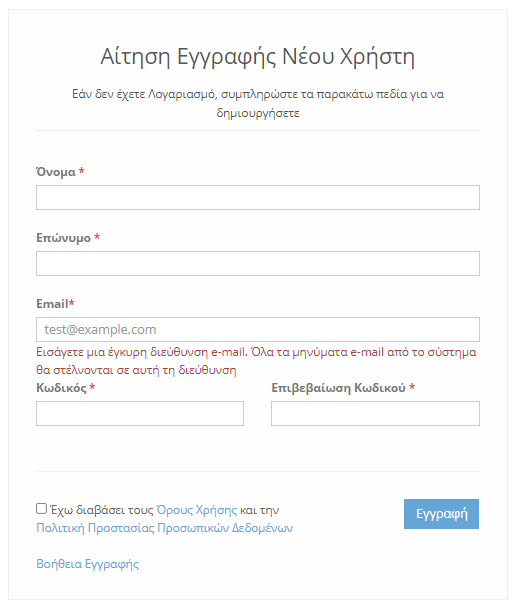 Αίτηση Εγγραφής Νέου Χρήστη
Εάν δεν έχετε Λογαριασμό, συμπληρώστε τα παρακάτω πεδία για να
δημιουργήσετε
Όνομα *
Επώνυμο *
Email*
test@example.com
Εισάγετε μια έγκυρη διεύθυνση e-mail. Όλα τα μηνύματα e-mail από το σύστημα
θα στέλνονται σε αυτή τη διεύθυνση
Κωδικός * Επιβεβαίωση Κωδικού *
Έχω διαβάσει τους Όρους Χρήσης και την Εγγραφή
Πολιτική Προστασίας Προσωπικών Δεδομένων
Βοήθεια Εγγραφής